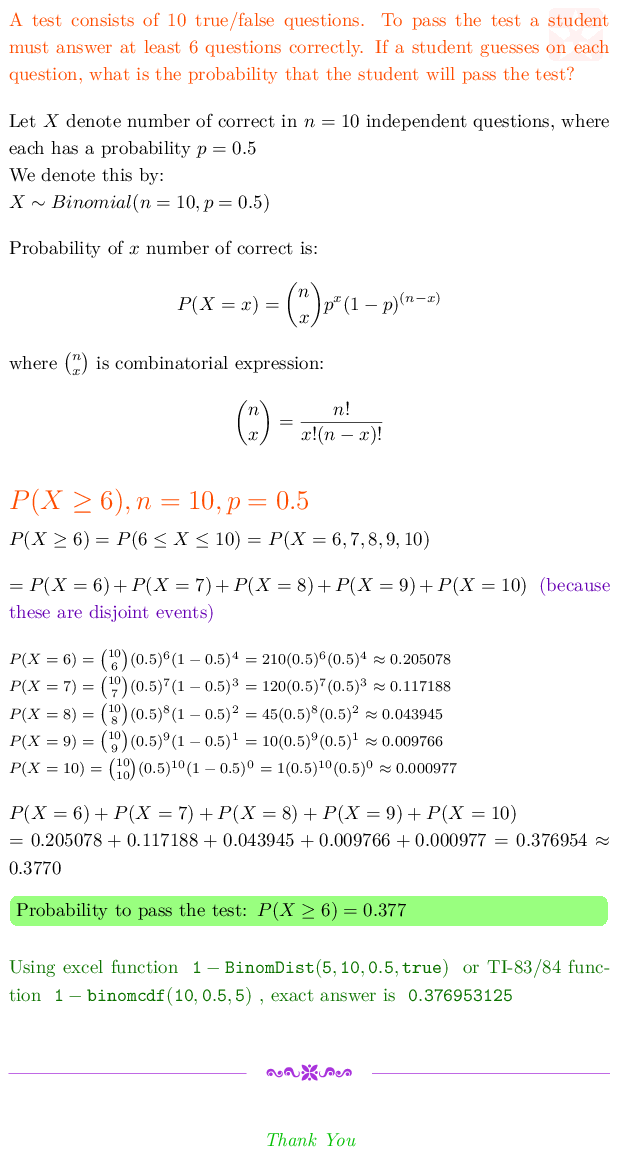 A test consists of 10 true/false questions. To pass the test a student
must answer at least 6 questions correctly. If a student guesses on each
question, what is the probability that the student will pass the test?
Let X denote number of correct in n = 10 independent questions, where
each has a probability p = 0.5
We denote this by:
X ∼ Binomial(n = 10, p = 0.5)
Probability of x number of correct is:
P(X = x) = \binom{n}{x} p^x (1 − p)^{(n−x)}
where \binom{n}{x} is combinatorial expression:
\binom{n}{x} = \frac{n!}{x!(n − x)!}
P(X ≥ 6), n = 10, p = 0.5
P(X ≥ 6) = P(6 ≤ X ≤ 10) = P(X = 6, 7, 8, 9, 10)
= P(X = 6) + P(X = 7) + P(X = 8) + P(X = 9) + P(X = 10) (because
these are disjoint events)
P(X = 6) = \binom{10}{6}(0.5)^6(1 − 0.5)^4 = 210(0.5)^6(0.5)^4 ≈ 0.205078
P(X = 7) = \binom{10}{7}(0.5)^7(1 − 0.5)^3 = 120(0.5)^7(0.5)^3 ≈ 0.117188
P(X = 8) = \binom{10}{8}(0.5)^8(1 − 0.5)^2 = 45(0.5)^8(0.5)^2 ≈ 0.043945
P(X = 9) = \binom{10}{9}(0.5)^9(1 − 0.5)^1 = 10(0.5)^9(0.5)^1 ≈ 0.009766
P(X = 10) = \binom{10}{10}(0.5)^{10}(1 − 0.5)^0 = 1(0.5)^{10}(0.5)^0 ≈ 0.000977
P(X = 6) + P(X = 7) + P(X = 8) + P(X = 9) + P(X = 10)
= 0.205078 + 0.117188 + 0.043945 + 0.009766 + 0.000977 = 0.376954 ≈
0.3770
Probability to pass the test: P(X ≥ 6) = 0.377
Using excel function 1 − BinomDist(5, 10, 0.5, true) or TI-83/84 func-
tion 1 − binomcdf(10, 0.5, 5) , exact answer is 0.376953125
Thank You